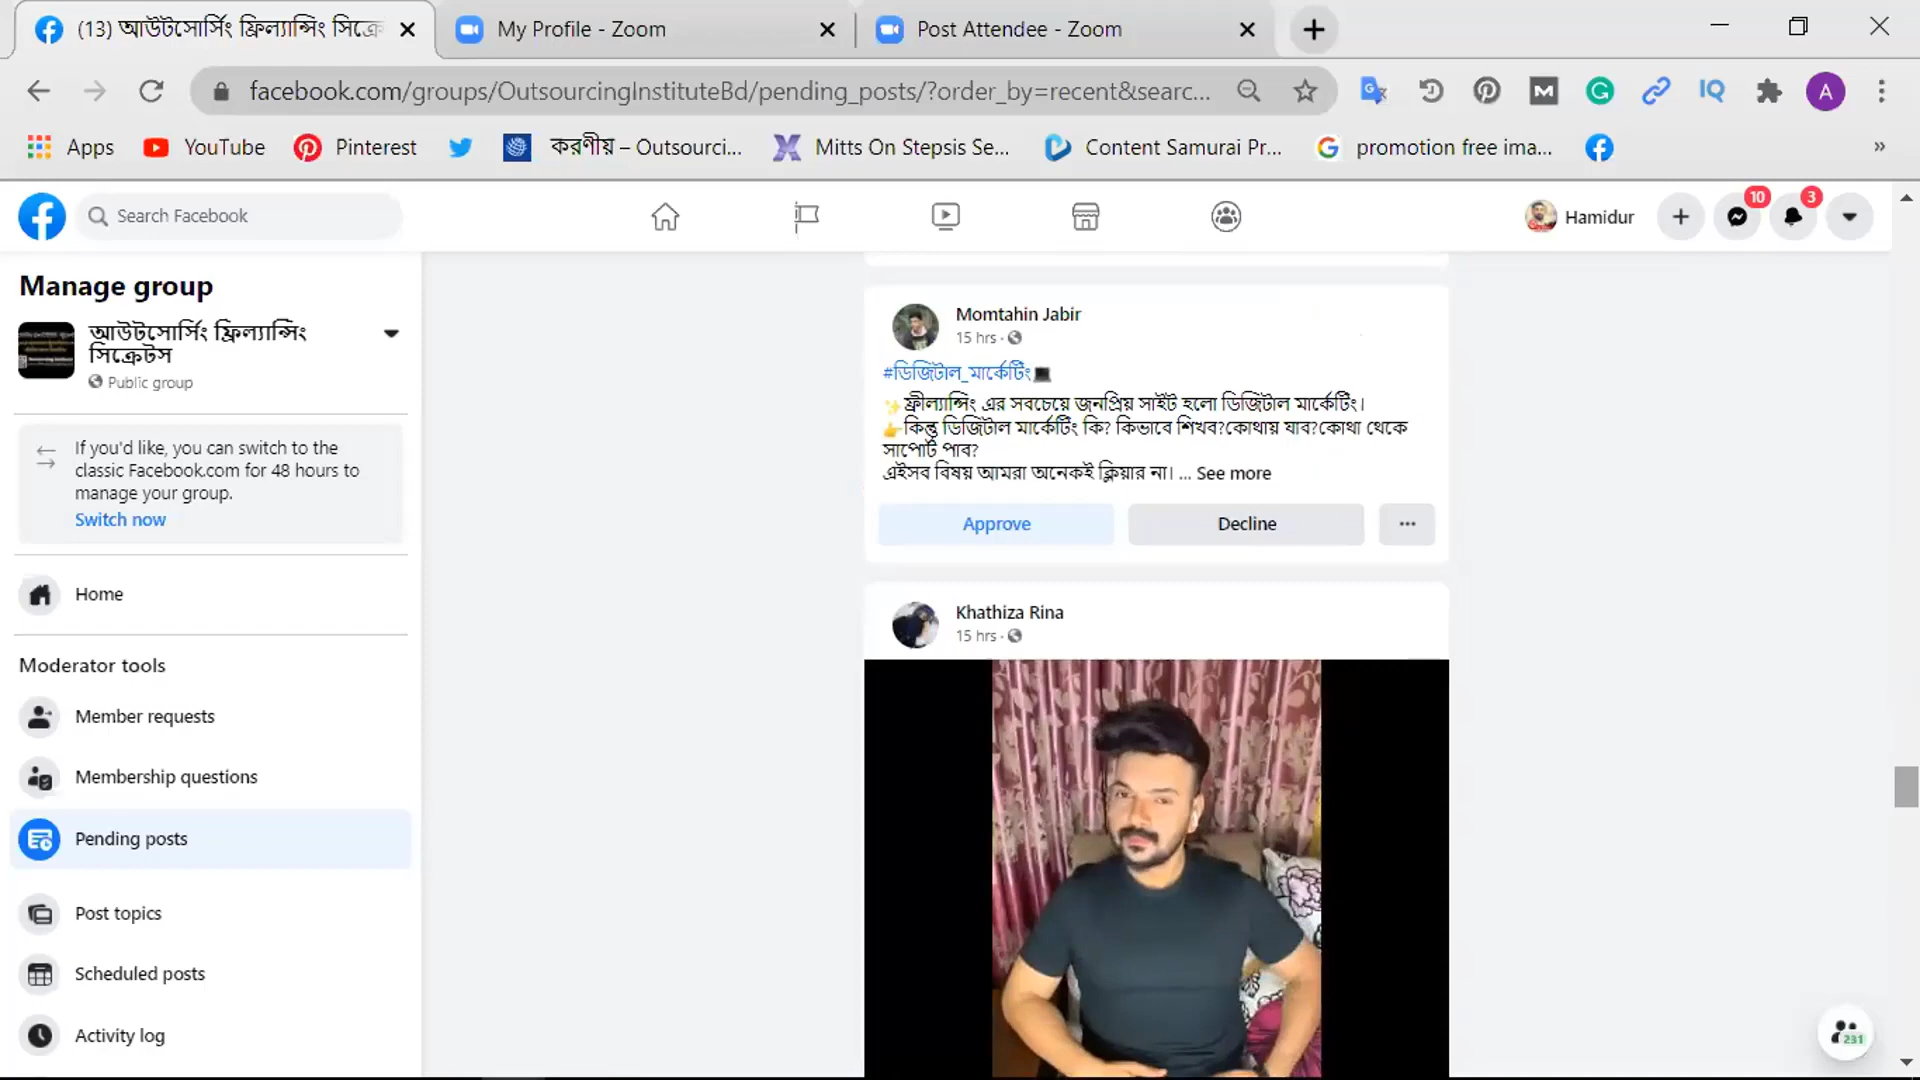 (13) আউটসোর্সিং ফ্রিল্যান্সিং সিক্রে
My Profile - Zoom
Post Attendee - Zoom
facebook.com/groups/OutsourcingInstituteBd/pending_posts/?order_by=recent&searc...
A
Apps
YouTube
Pinterest
করণীয় – Outsourci...
Mitts On Stepsis Se...
Content Samurai Pr...
promotion free ima...
Search Facebook
Hamidur
10
3
Manage group
আউটসোর্সিং ফ্রিল্যান্সিং
সিক্রেটস
Public group
If you'd like, you can switch to the
classic Facebook.com for 48 hours to
manage your group.
Switch now
Home
Moderator tools
Member requests
Membership questions
Pending posts
Post topics
Scheduled posts
Activity log
Momtahin Jabir
15 hrs ·
#ডিজিটাল_মার্কেটিং💻
✨ফ্রীল্যান্সিং এর সবচেয়ে জনপ্রিয় সাইট হলো ডিজিটাল মার্কেটিং।
👉কিন্তু ডিজিটাল মার্কেটিং কি? কিভাবে শিখব?কোথায় যাব?কোথা থেকে
সাপোর্ট পাব?
এইসব বিষয় আমরা অনেকই ক্লিয়ার না। ... See more
Approve
Decline
Khathiza Rina
15 hrs ·
231